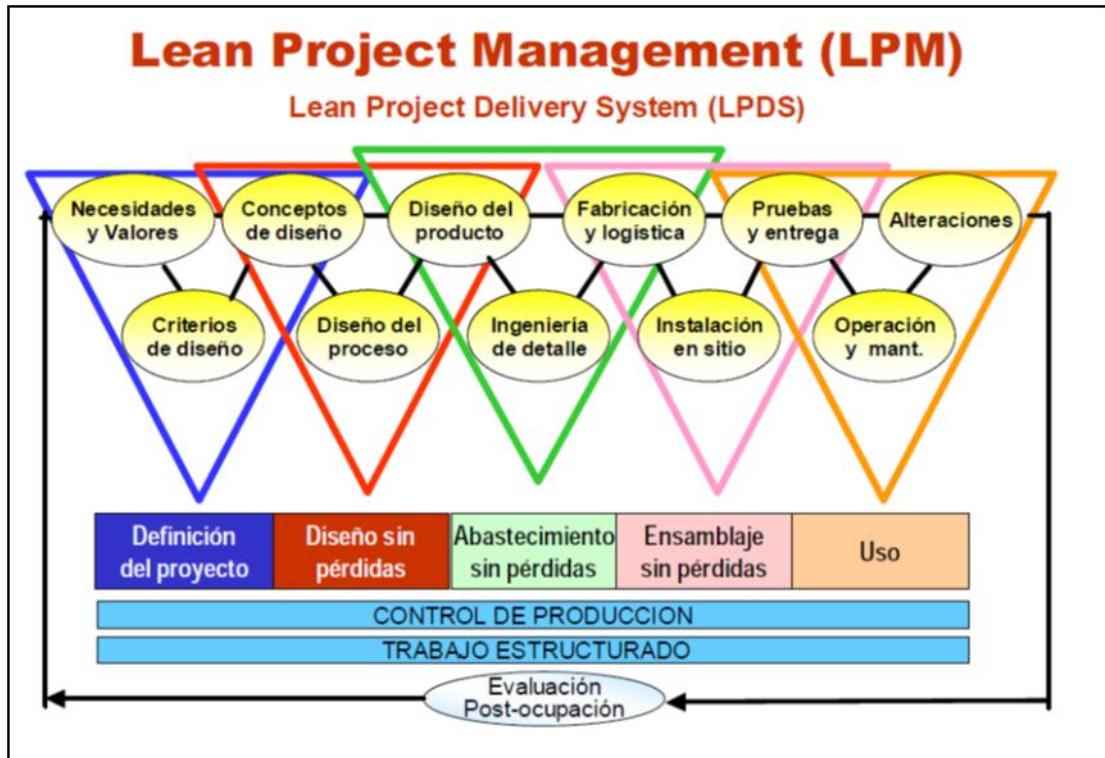 Lean Project Management (LPM)
Lean Project Delivery System (LPDS)
Necesidades
y Valores
Conceptos
de diseño
Diseño del
producto
Fabricación
y logística
Pruebas
y entrega
Alteraciones
Criterios
de diseño
Diseño del
proceso
Ingeniería
de detalle
Instalación
en sitio
Operación
y mant.
Definición
del proyecto
Diseño sin
pérdidas
Abastecimiento
sin pérdidas
Ensamblaje
sin pérdidas
Uso
CONTROL DE PRODUCCION
TRABAJO ESTRUCTURADO
Evaluación
Post-ocupación